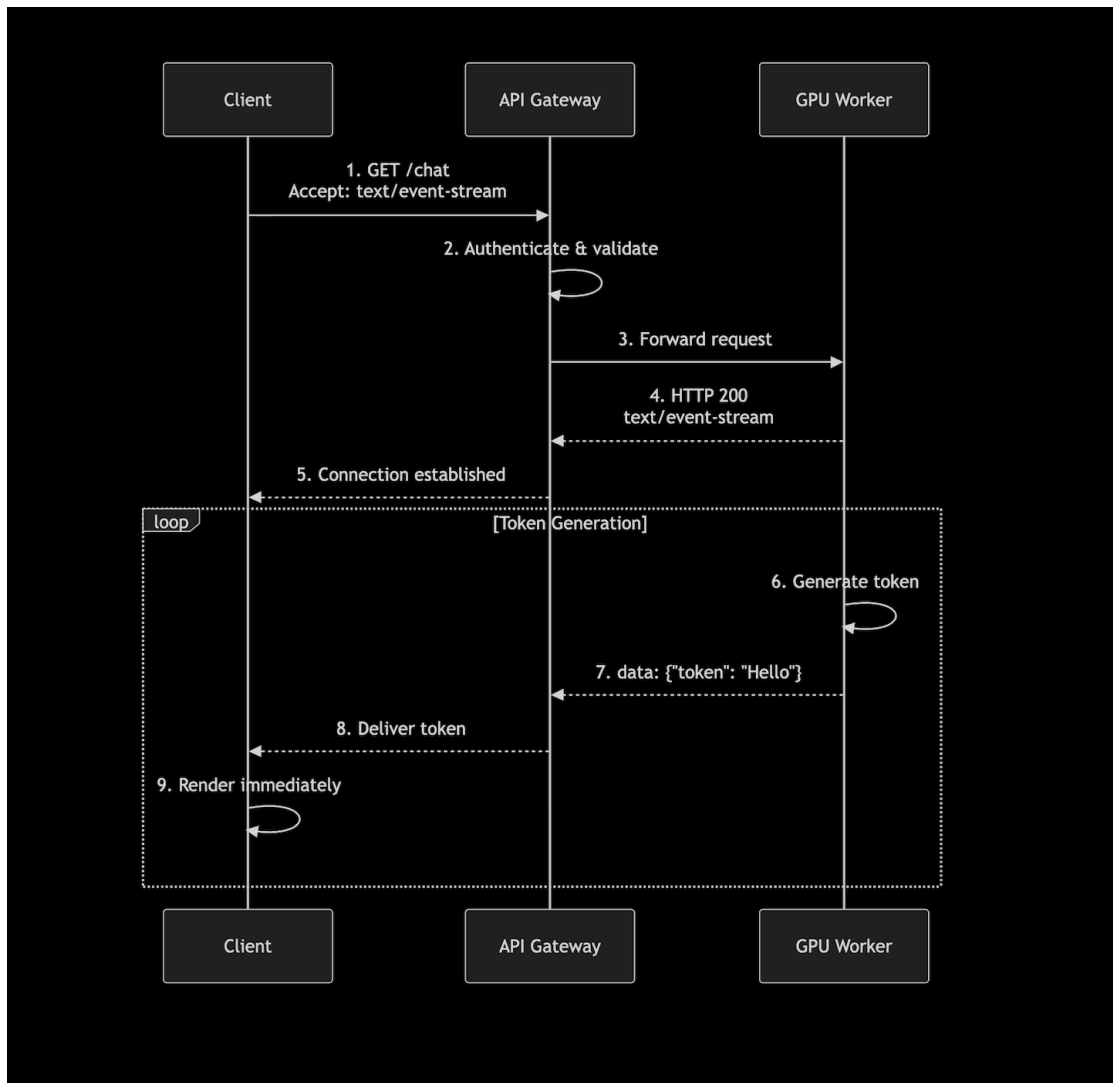 Client
API Gateway
GPU Worker
1. GET /chat
Accept: text/event-stream
2. Authenticate & validate
3. Forward request
4. HTTP 200
text/event-stream
5. Connection established
loop
[Token Generation]
6. Generate token
7. data: {"token": "Hello"}
8. Deliver token
9. Render immediately
Client
API Gateway
GPU Worker